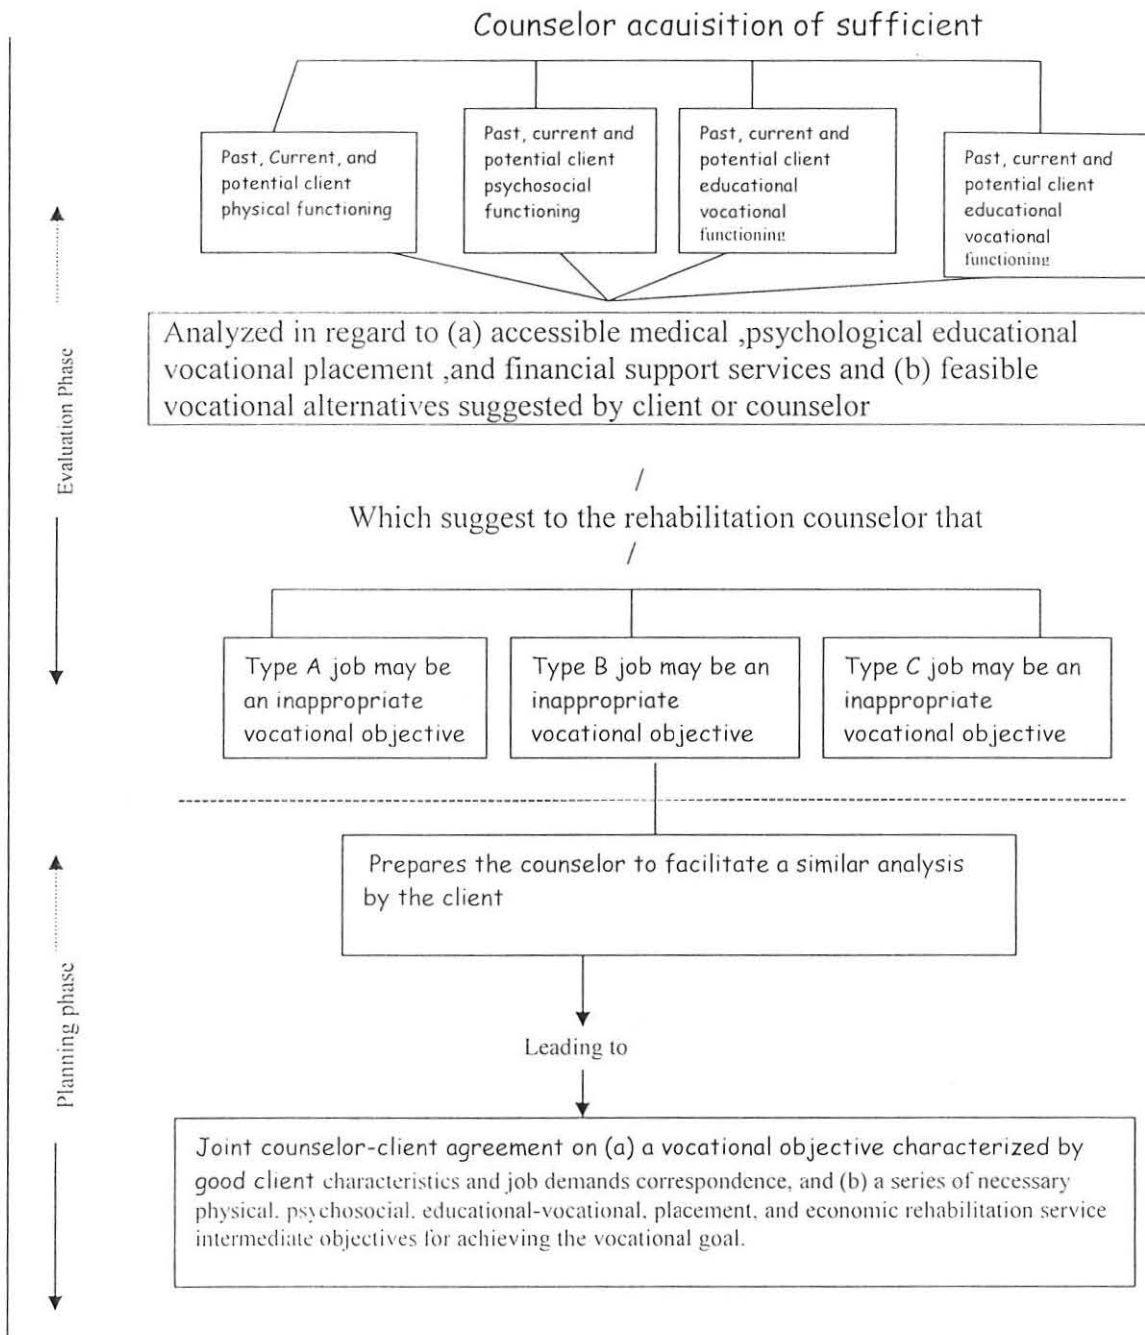 Counselor acauisition of sufficient
Past, Current, and
potential client
physical functioning
Past, current and
potential client
psychosocial
functioning
Past, current and
potential client
educational
vocational
functioning
Past, current and
potential client
educational
vocational
functioning
Evaluation Phase
Analyzed in regard to (a) accessible medical ,psychological educational
vocational placement ,and financial support services and (b) feasible
vocational alternatives suggested by client or counselor
/
Which suggest to the rehabilitation counselor that
/
Type A job may be
an inappropriate
vocational objective
Type B job may be an
inappropriate
vocational objective
Type C job may be an
inappropriate
vocational objective
Planning phase
Prepares the counselor to facilitate a similar analysis
by the client
Leading to
Joint counselor-client agreement on (a) a vocational objective characterized by
good client characteristics and job demands correspondence, and (b) a series of necessary
physical, psychosocial, educational-vocational, placement, and economic rehabilitation service
intermediate objectives for achieving the vocational goal.